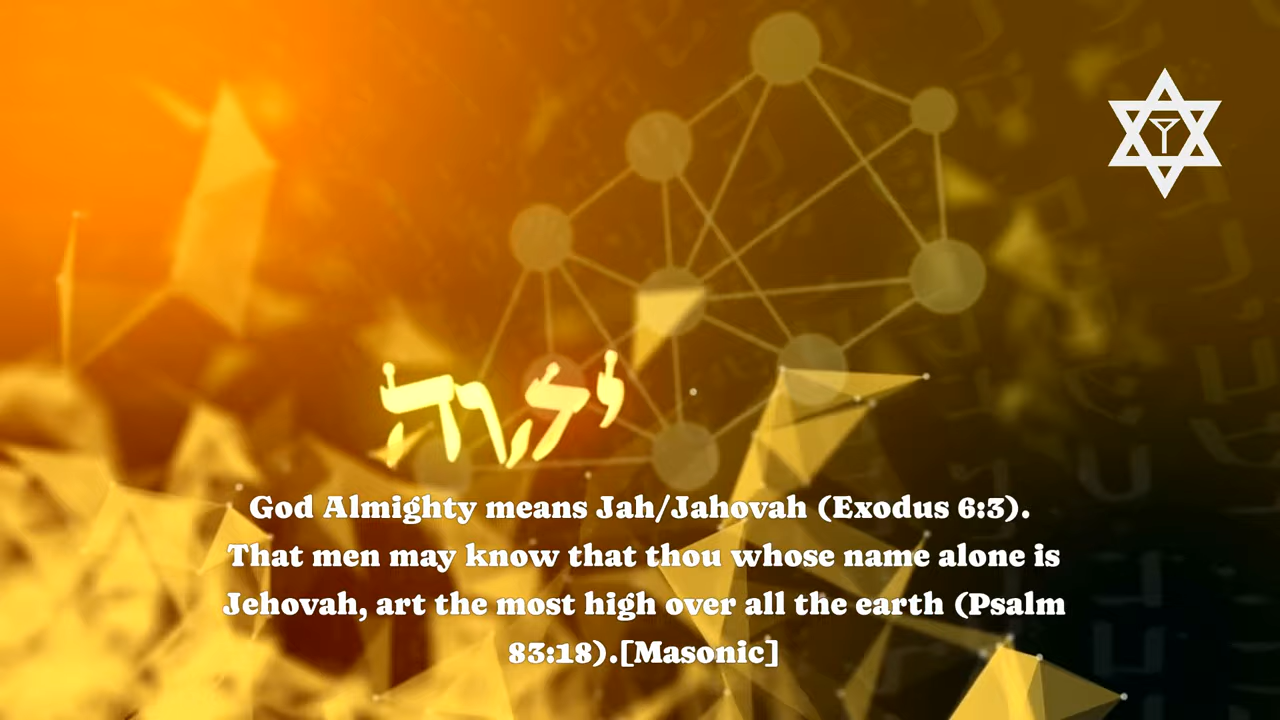 God Almighty means Jah/Jahovah (Exodus 6:3).
That men may know that thou whose name alone is
Jehovah, art the most high over all the earth (Psalm
83:18).[Masonic]